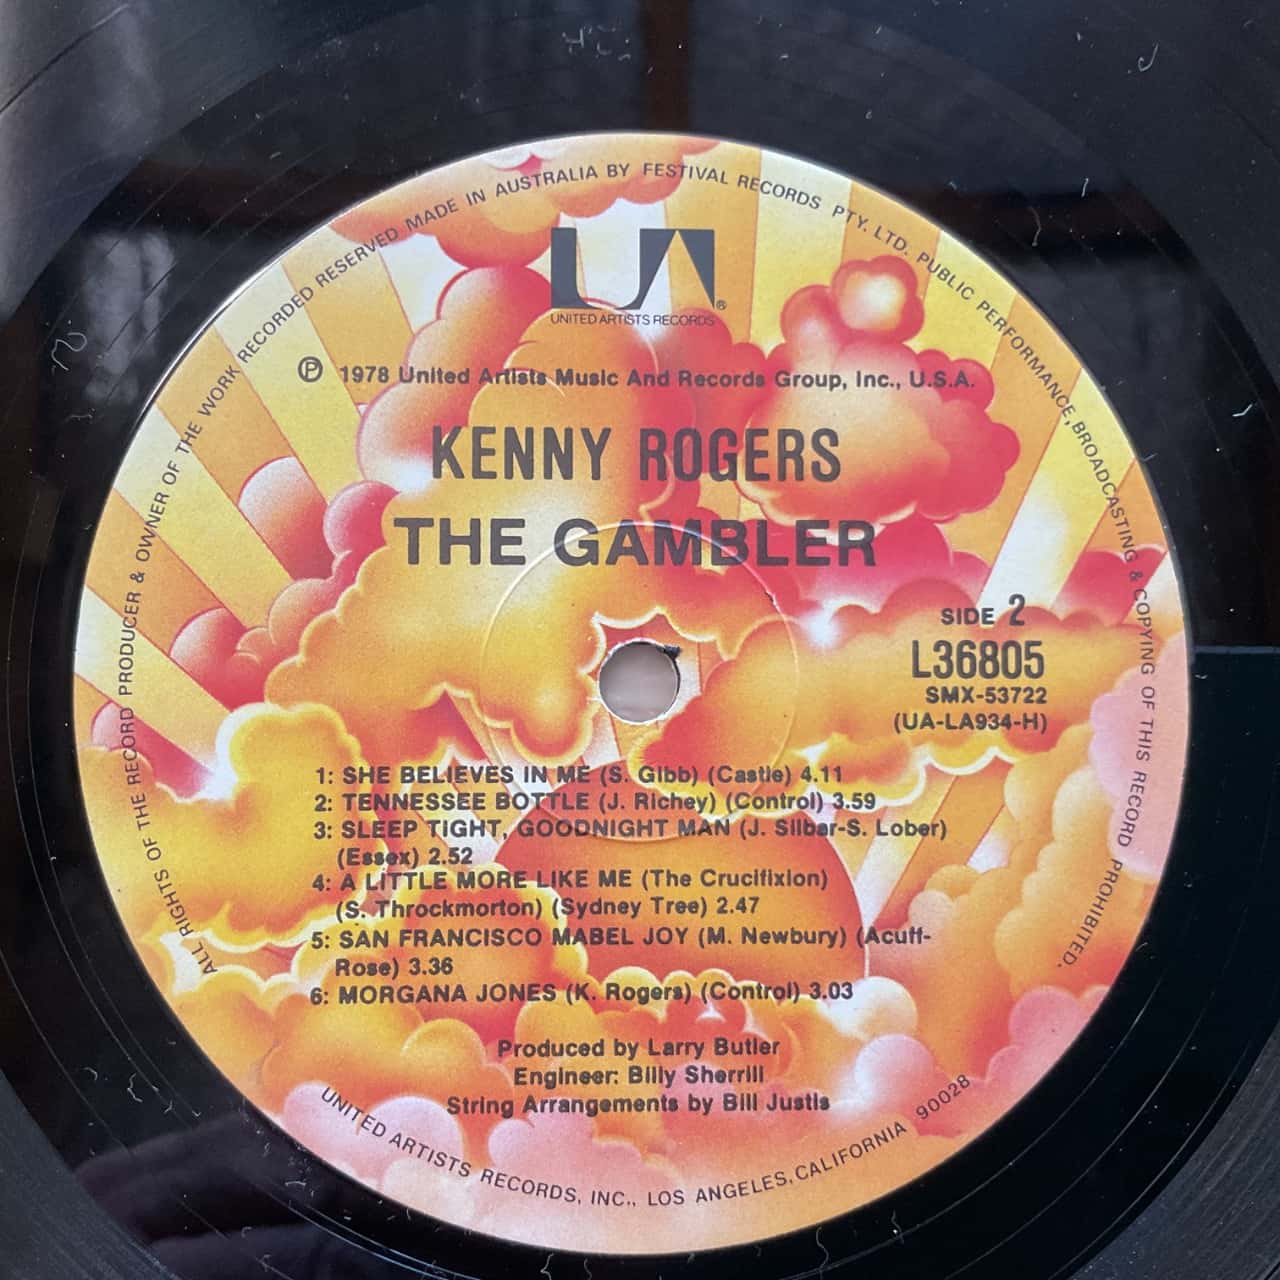 ALL RIGHTS OF THE RECORD PRODUCER & OWNER OF THE WORK RECORDED RESERVED MADE IN AUSTRALIA BY FESTIVAL RECORDS PTY. LTD. PUBLIC PERFORMANCE, BROADCASTING & COPYING OF THIS RECORD PROHIBITED.
UA®
UNITED ARTISTS RECORDS
℗ 1978 United Artists Music And Records Group, Inc., U.S.A.
KENNY ROGERS
THE GAMBLER
SIDE 2
L36805
SMX-53722
(UA-LA934-H)
1: SHE BELIEVES IN ME (S. Gibb) (Castle) 4.11
2: TENNESSEE BOTTLE (J. Richey) (Control) 3.59
3: SLEEP TIGHT, GOODNIGHT MAN (J. Silbar-S. Lober)
(Essex) 2.52
4: A LITTLE MORE LIKE ME (The Crucifixion)
(S. Throckmorton) (Sydney Tree) 2.47
5: SAN FRANCISCO MABEL JOY (M. Newbury) (Acuff-
Rose) 3.36
6: MORGANA JONES (K. Rogers) (Control) 3.03
Produced by Larry Butler
Engineer: Billy Sherrill
String Arrangements by Bill Justis
UNITED ARTISTS RECORDS, INC., LOS ANGELES, CALIFORNIA 90028